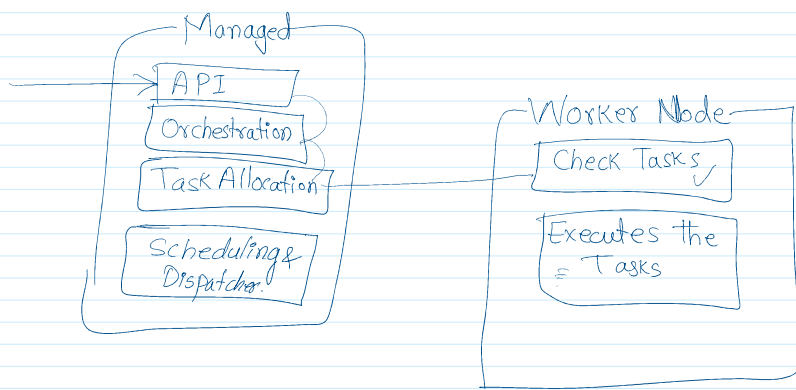 Managed
API
Orchestration
Task Allocation
Scheduling &
Dispatcher.
Worker Node
Check Tasks
Executes the
Tasks